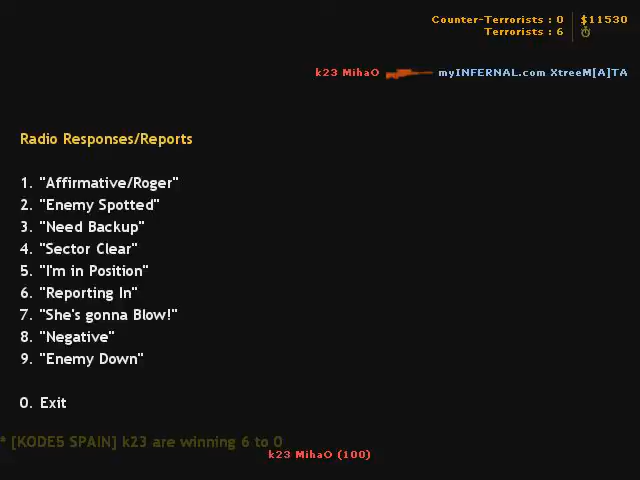 Counter-Terrorists : 0 $11530
Terrorists : 6
k23 MihaO myINFERNAL.com XtreeM[A]TA
Radio Responses/Reports
1. "Affirmative/Roger"
2. "Enemy Spotted"
3. "Need Backup"
4. "Sector Clear"
5. "I'm in Position"
6. "Reporting In"
7. "She's gonna Blow!"
8. "Negative"
9. "Enemy Down"
0. Exit
* [KODE5 SPAIN] k23 are winning 6 to 0
k23 MihaO (100)